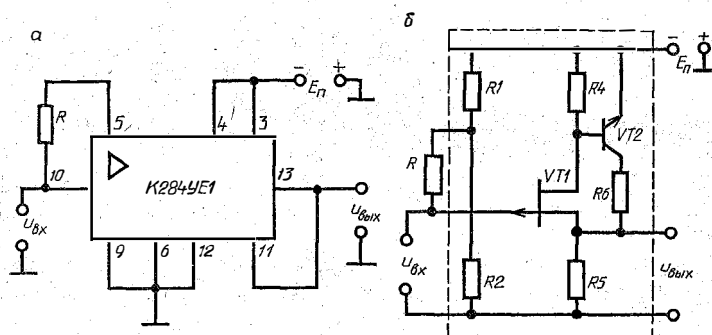 а
R
5
4
3
−
+
Eп
10
К284УЕ1
13
Uвх
Uвых
9
6
12
11
б
−
+
Eп
R1
R4
R
VT2
VT1
R6
Uвх
R2
R5
Uвых